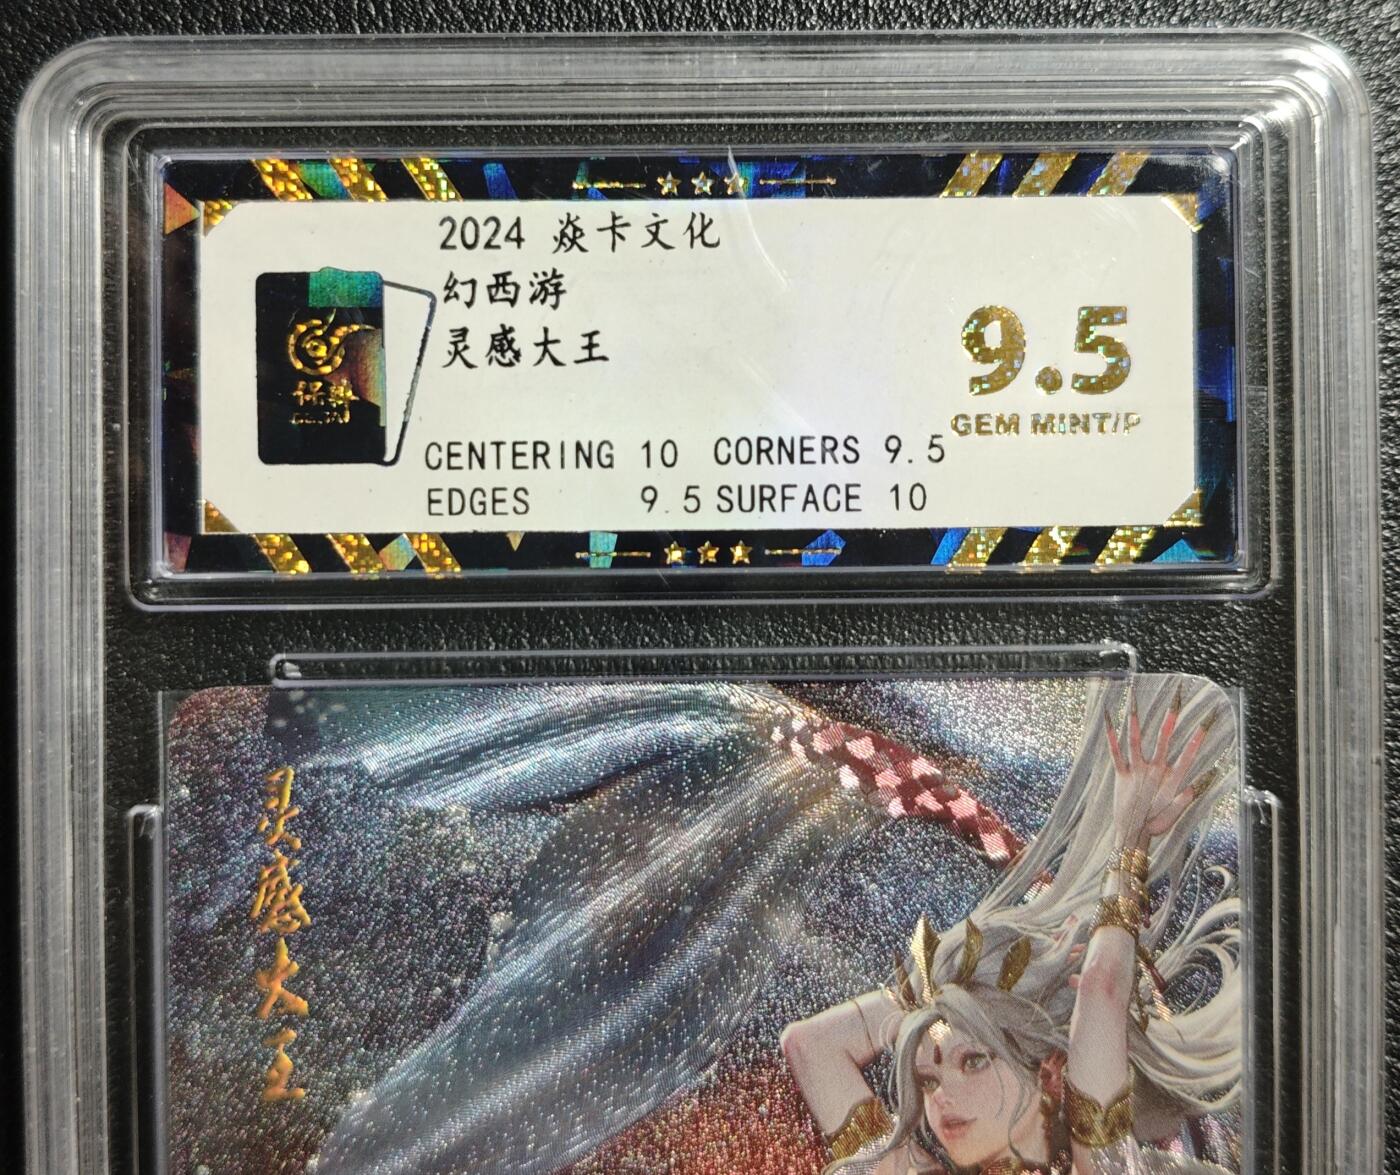 2024 焱卡文化
幻西游
灵感大王
9.5
GEM MINT/P
CENTERING 10 CORNERS 9.5
EDGES 9.5 SURFACE 10
灵感大王